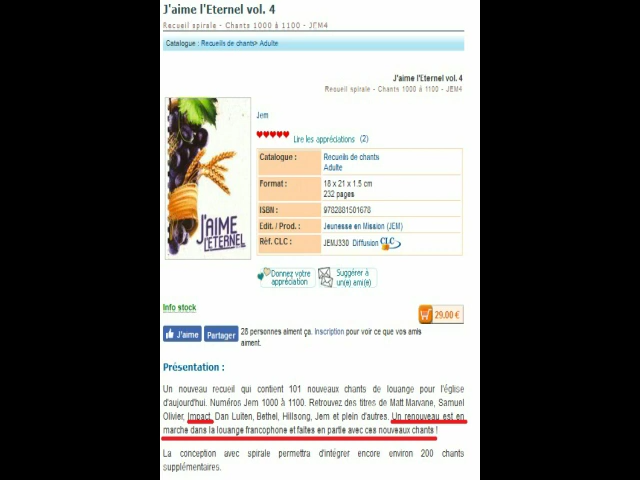 J'aime l'Eternel vol. 4
Recueil spirale - Chants 1000 à 1100 - JEM4
Catalogue : Recueils de chants> Adulte
J'aime l'Eternel vol. 4
Recueil spirale - Chants 1000 à 1100 - JEM4
J'AIME
L'ETERNEL
Jem
Lire les appréciations (2)
Catalogue : Recueils de chants
Adulte
Format : 18 x 21 x 1.5 cm
232 pages
ISBN : 9782881501678
Edit. / Prod. : Jeunesse en Mission (JEM)
Réf. CLC : JEMJ330 Diffusion CLC
Donnez votre
appréciation
Suggérer à
un(e) ami(e)
Info stock
29.00 €
J'aime Partager 28 personnes aiment ça. Inscription pour voir ce que vos amis
aiment.
Présentation :
Un nouveau recueil qui contient 101 nouveaux chants de louange pour l'église
d'aujourd'hui. Numéros Jem 1000 à 1100. Retrouvez des titres de Matt Marvane, Samuel
Olivier, Impact, Dan Luiten, Bethel, Hillsong, Jem et plein d'autres. Un renouveau est en
marche dans la louange francophone et faites en partie avec ces nouveaux chants !
La conception avec spirale permettra d'intégrer encore environ 200 chants
supplémentaires.